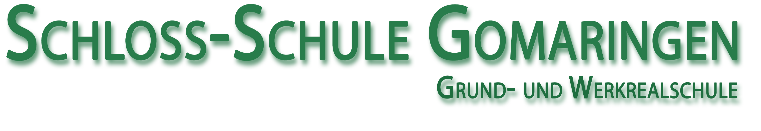 Schloss-Schule Gomaringen
Grund- und Werkrealschule